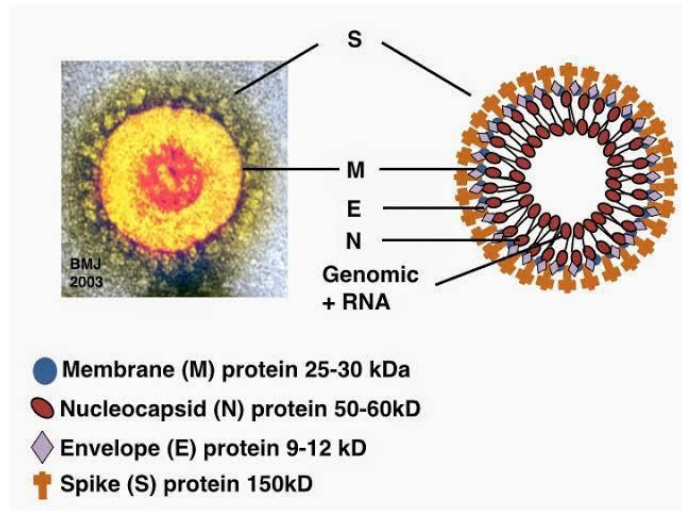 S
M
E
N
Genomic
+ RNA
BMJ
2003
Membrane (M) protein 25-30 kDa
Nucleocapsid (N) protein 50-60kD
Envelope (E) protein 9-12 kD
Spike (S) protein 150kD